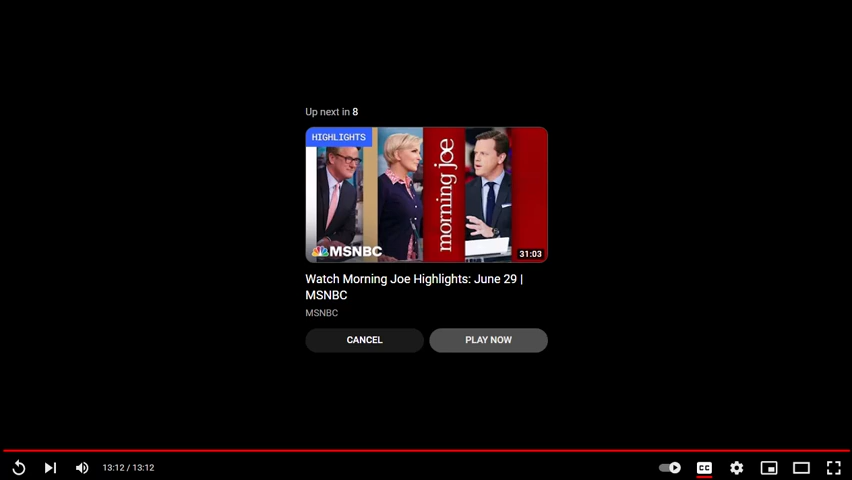 Up next in 8
HIGHLIGHTS
morning joe
MSNBC
31:03
Watch Morning Joe Highlights: June 29 |
MSNBC
MSNBC
CANCEL
PLAY NOW
13:12 / 13:12
CC